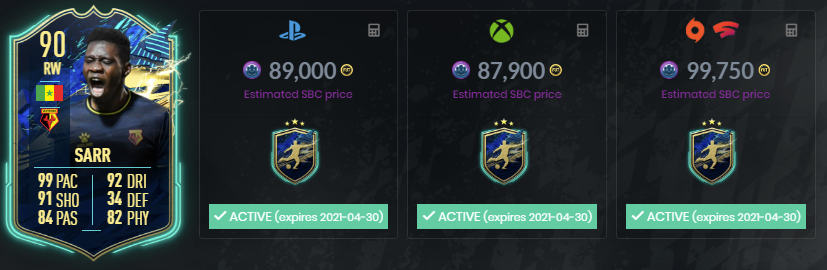 90
RW
SARR
99 PAC 92 DRI
91 SHO 34 DEF
84 PAS 82 PHY
89,000
Estimated SBC price
ACTIVE (expires 2021-04-30)
87,900
Estimated SBC price
ACTIVE (expires 2021-04-30)
99,750
Estimated SBC price
ACTIVE (expires 2021-04-30)